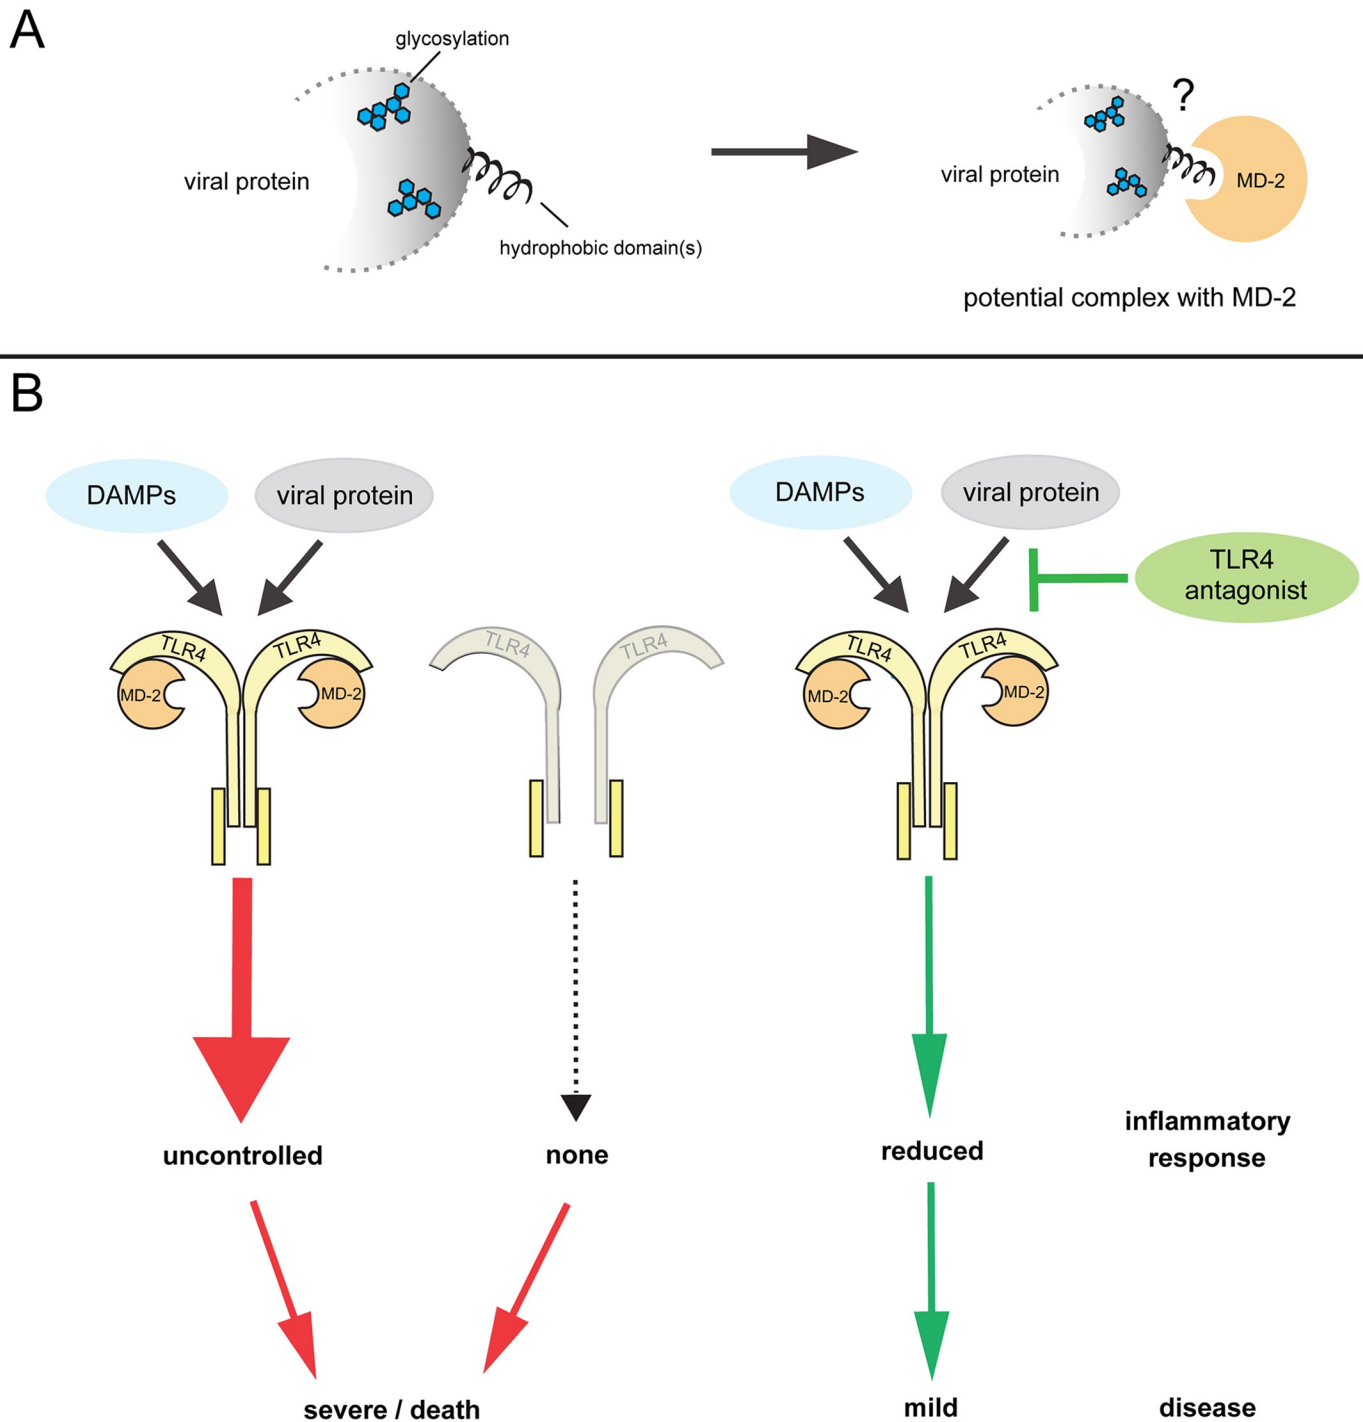 A
glycosylation
viral protein
hydrophobic domain(s)
?
viral protein
MD-2
potential complex with MD-2
B
DAMPs
viral protein
DAMPs
viral protein
TLR4
antagonist
TLR4
TLR4
MD-2
MD-2
TLR4
TLR4
TLR4
TLR4
MD-2
MD-2
uncontrolled
none
reduced
inflammatory
response
severe / death
mild
disease